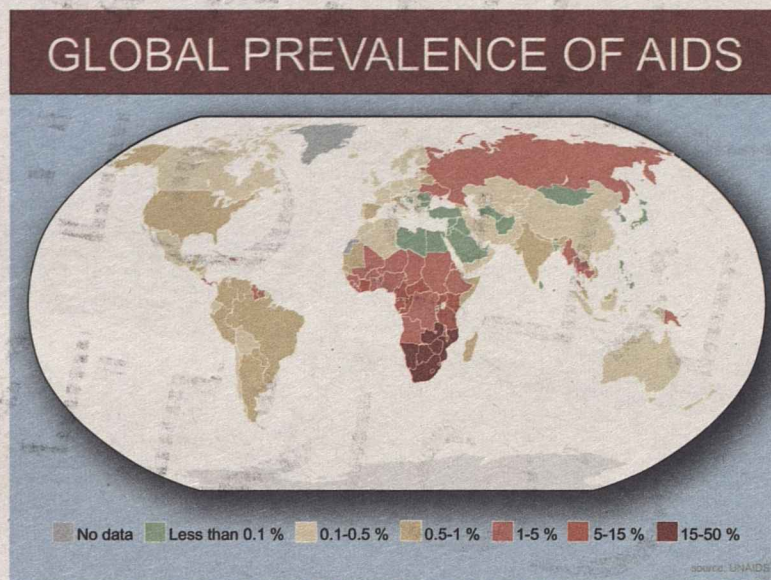 GLOBAL PREVALENCE OF AIDS
No data Less than 0.1 % 0.1-0.5 % 0.5-1 % 1-5 % 5-15 % 15-50 %
source: UNAIDS